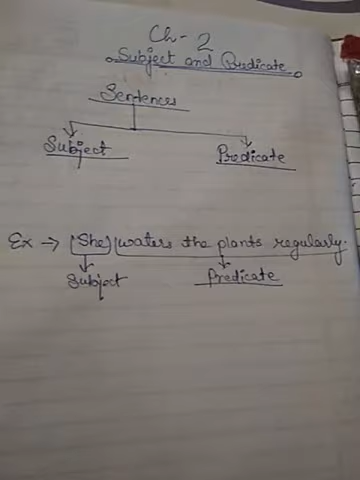 Ch - 2
Subject and Predicate
Sentences
Subject
Predicate
Ex → (She) (waters the plants regularly.
Subject
Predicate